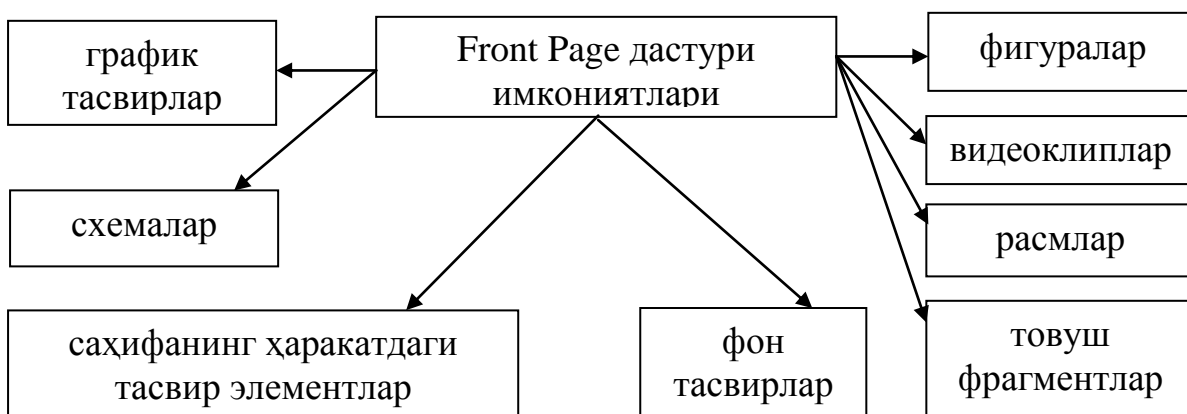 график
тасвирлар
Front Page дастури
имкониятлари
фигуралар
видеоклиплар
схемалар
расмлар
саҳифанинг ҳаракатдаги
тасвир элементлар
фон
тасвирлар
товуш
фрагментлар